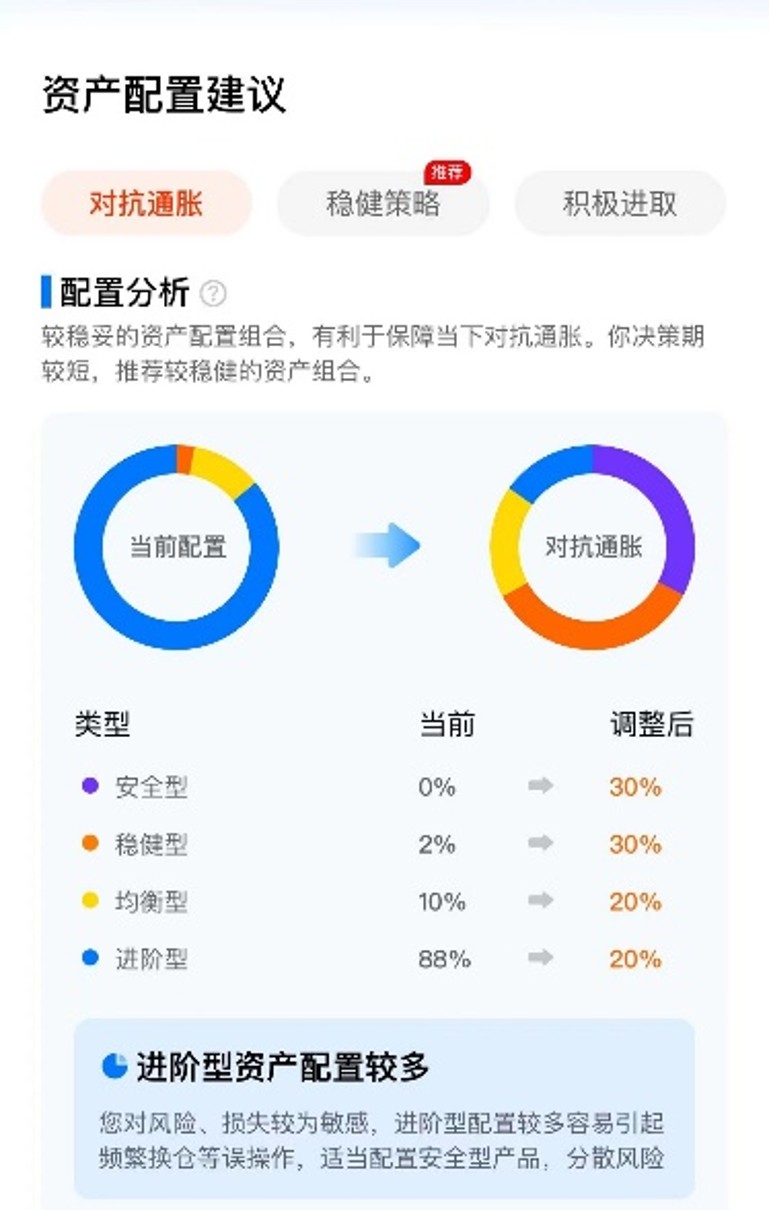 资产配置建议
推荐
对抗通胀 稳健策略 积极进取
配置分析 ?
较稳妥的资产配置组合，有利于保障当下对抗通胀。你决策期
较短，推荐较稳健的资产组合。
当前配置 对抗通胀
类型 当前 调整后
安全型 0% 30%
稳健型 2% 30%
均衡型 10% 20%
进阶型 88% 20%
进阶型资产配置较多
您对风险、损失较为敏感，进阶型配置较多容易引起
频繁换仓等误操作，适当配置安全型产品，分散风险